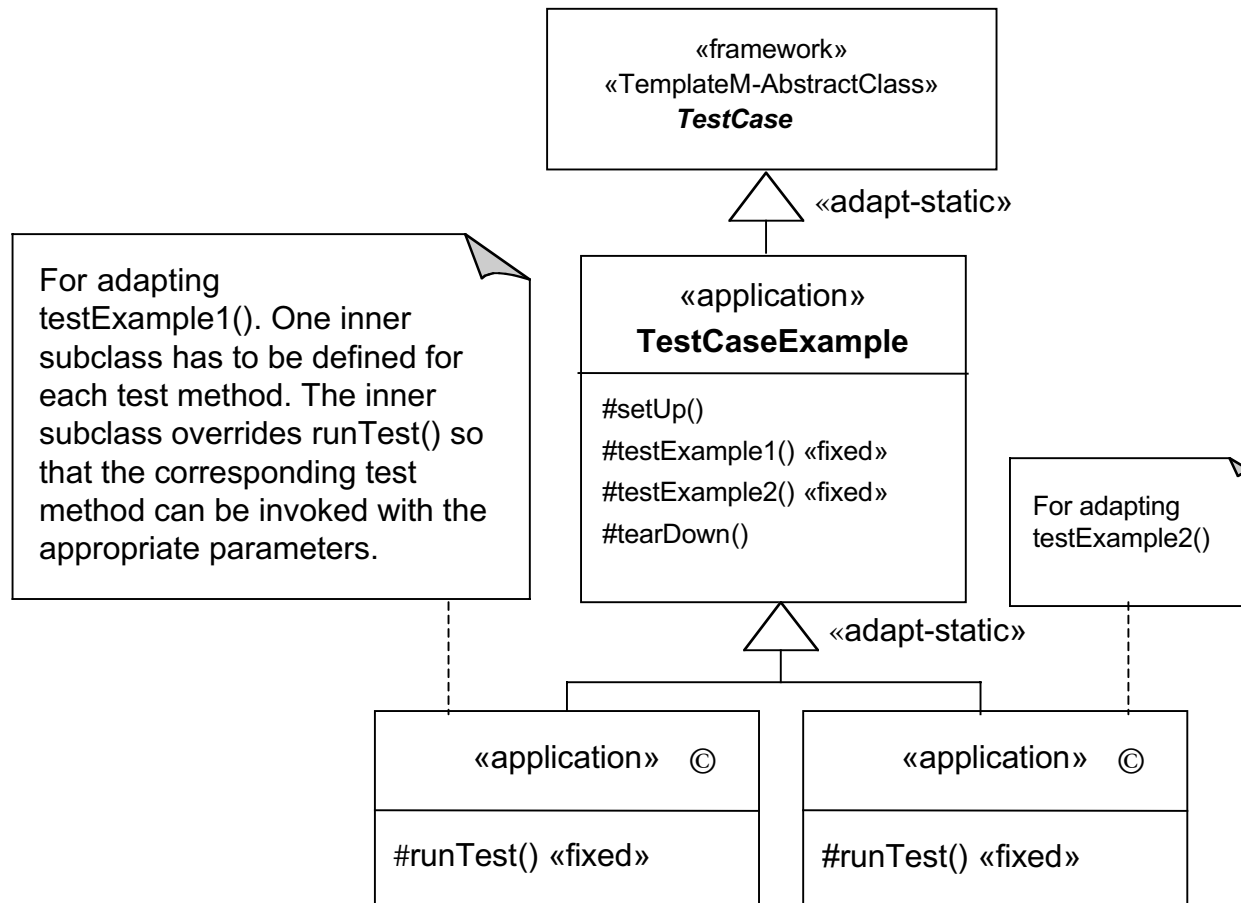 «framework»
«TemplateM-AbstractClass»
TestCase
«adapt-static»
For adapting
testExample1(). One inner
subclass has to be defined for
each test method. The inner
subclass overrides runTest() so
that the corresponding test
method can be invoked with the
appropriate parameters.
«application»
TestCaseExample
#setUp()
#testExample1() «fixed»
#testExample2() «fixed»
#tearDown()
For adapting
testExample2()
«adapt-static»
«application» ©
#runTest() «fixed»
«application» ©
#runTest() «fixed»